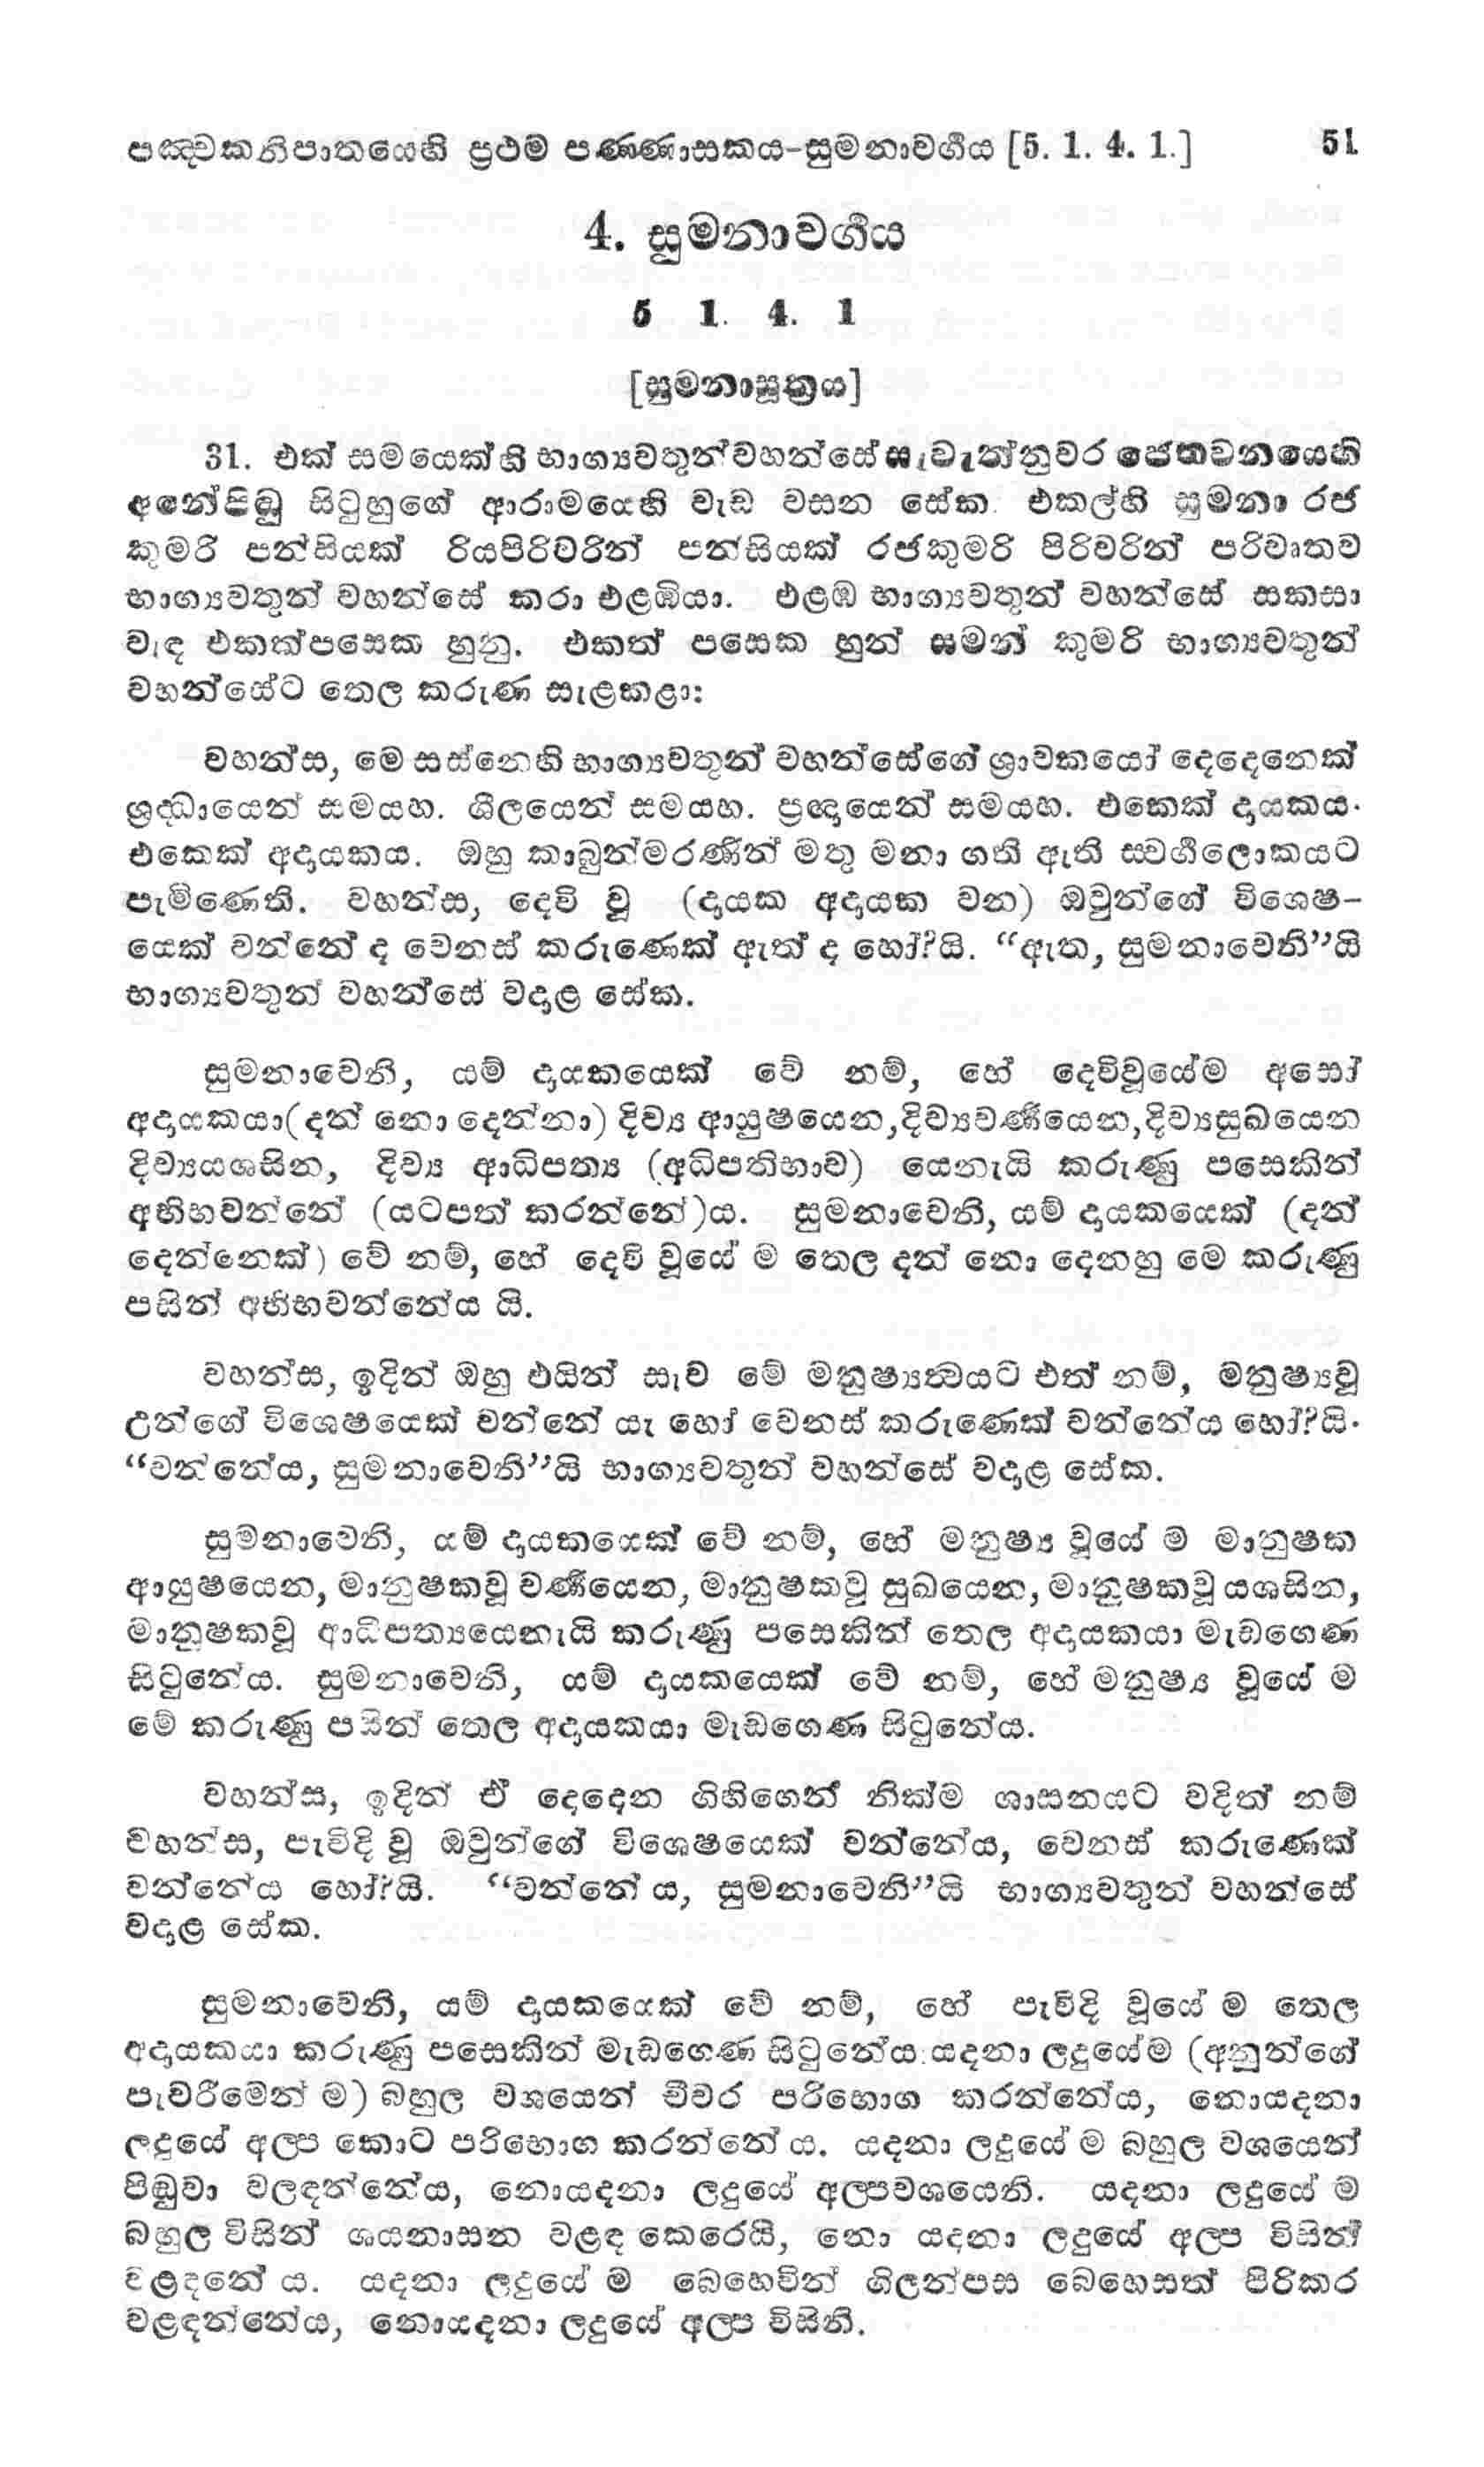 පඤ්චකනිපාතයෙහි ප්‍රථම පණ්ණාසකය-සුමනාවර්‍ගය [5. 1. 4. 1.] 51
4. සුමනාවර්‍ගය
5 1. 4. 1
[සුමනාසූත්‍රය]
31. එක් සමයෙක්හි භාග්‍යවතුන්වහන්සේ සැවැත්නුවර ජෙතවනයෙහි
අනේපිඬු සිටුහුගේ ආරාමයෙහි වැඩ වසන සේක. එකල්හි සුමනා රජ
කුමරි පන්සියක් රියපිරිවරින් පන්සියක් රජකුමරි පිරිවරින් පරිවෘතව
භාග්‍යවතුන් වහන්සේ කරා එළඹියා. එළඹ භාග්‍යවතුන් වහන්සේ සකසා
වැඳ එකත්පසෙක හුනු. එකත් පසෙක හුන් සුමන් කුමරි භාග්‍යවතුන්
වහන්සේට තෙල කරුණ සැළකළා:
වහන්ස, මෙ සස්නෙහි භාග්‍යවතුන් වහන්සේගේ ශ්‍රාවකයෝ දෙදෙනෙක්
ශ්‍රද්ධායෙන් සමයහ. ශීලයෙන් සමයහ. ප්‍රඥායෙන් සමයහ. එකෙක් දායකය.
එකෙක් අදායකය. ඔහු කාබුන්මරණින් මතු මනා ගති ඇති ස්වර්‍ගලොකයට
පැමිණෙති. වහන්ස, දෙවි වූ (දායක අදායක වන) ඔවුන්ගේ විශෙෂ-
යෙක් වන්නේ ද වෙනස් කරුණෙක් ඇත් ද හෝ?යි. “ඇත, සුමනාවෙනි”යි
භාග්‍යවතුන් වහන්සේ වදාළ සේක.
සුමනාවෙනි, යම් දායකයෙක් වේ නම්, හේ දෙවිවූයේම අසෝ
අදායකයා(දන් නො දෙන්නා) දිව්‍ය ආයුෂයෙන,දිව්‍යවර්‍ණයෙන,දිව්‍යසුඛයෙන
දිව්‍යයශසින, දිව්‍ය ආධිපත්‍ය (අධිපතිභාව) යෙනැයි කරුණු පසෙකින්
අභිභවන්නේ (යටපත් කරන්නේ)ය. සුමනාවෙනි, යම් දායකයෙක් (දන්
දෙන්නෙක්) වේ නම්, හේ දෙවි වූයේ ම තෙල දන් නො දෙනහු මෙ කරුණු
පසින් අභිභවන්නේය යි.
වහන්ස, ඉදින් ඔහු එයින් සැව මේ මනුෂ්‍යත්වයට එත් නම්, මනුෂ්‍යවූ
උන්ගේ විශෙෂයෙක් වන්නේ යැ හෝ වෙනස් කරුණෙක් වන්නේය හෝ?යි.
“වන්නේය, සුමනාවෙනි”යි භාග්‍යවතුන් වහන්සේ වදාළ සේක.
සුමනාවෙනි, යම් දායකයෙක් වේ නම්, හේ මනුෂ්‍ය වූයේ ම මානුෂක
ආයුෂයෙන, මානුෂකවූ වර්‍ණයෙන, මානුෂකවූ සුඛයෙන, මානුෂකවූ යශසින,
මානුෂකවූ ආධිපත්‍යයෙනැයි කරුණු පසෙකින් තෙල අදායකයා මැඩගෙණ
සිටුනේය. සුමනාවෙනි, යම් දායකයෙක් වේ නම්, හේ මනුෂ්‍ය වූයේ ම
මේ කරුණු පසින් තෙල අදායකයා මැඩගෙණ සිටුනේය.
වහන්ස, ඉදින් ඒ දෙදෙන ගිහිගෙන් නික්ම ශාසනයට වදිත් නම්
වහන්ස, පැවිදි වූ ඔවුන්ගේ විශෙෂයෙක් වන්නේය, වෙනස් කරුණෙක්
වන්නේය හෝ?යි. “වන්නේ ය, සුමනාවෙනි”යි භාග්‍යවතුන් වහන්සේ
වදාළ සේක.
සුමනාවෙනි, යම් දායකයෙක් වේ නම්, හේ පැවිදි වූයේ ම තෙල
අදායකයා කරුණු පසෙකින් මැඩගෙණ සිටුනේය: යදනා ලදුයේම (අනුන්ගේ
පැවරීමෙන් ම) බහුල වශයෙන් චීවර පරිභොග කරන්නේය, නොයදනා
ලදුයේ අල්ප කොට පරිභොග කරන්නේ ය. යදනා ලදුයේ ම බහුල වශයෙන්
පිඬුවා වලඳන්නේය, නොයදනා ලදුයේ අල්පවශයෙනි. යදනා ලදුයේ ම
බහුල විසින් ශයනාසන වළඳ කෙරෙයි, නො යදනා ලදුයේ අල්ප විසින්
වළඳනේ ය. යදනා ලදුයේ ම බෙහෙවින් ගිලන්පස බෙහෙසත් පිරිකර
වළඳන්නේය, නොයදනා ලදුයේ අල්ප විසිනි.